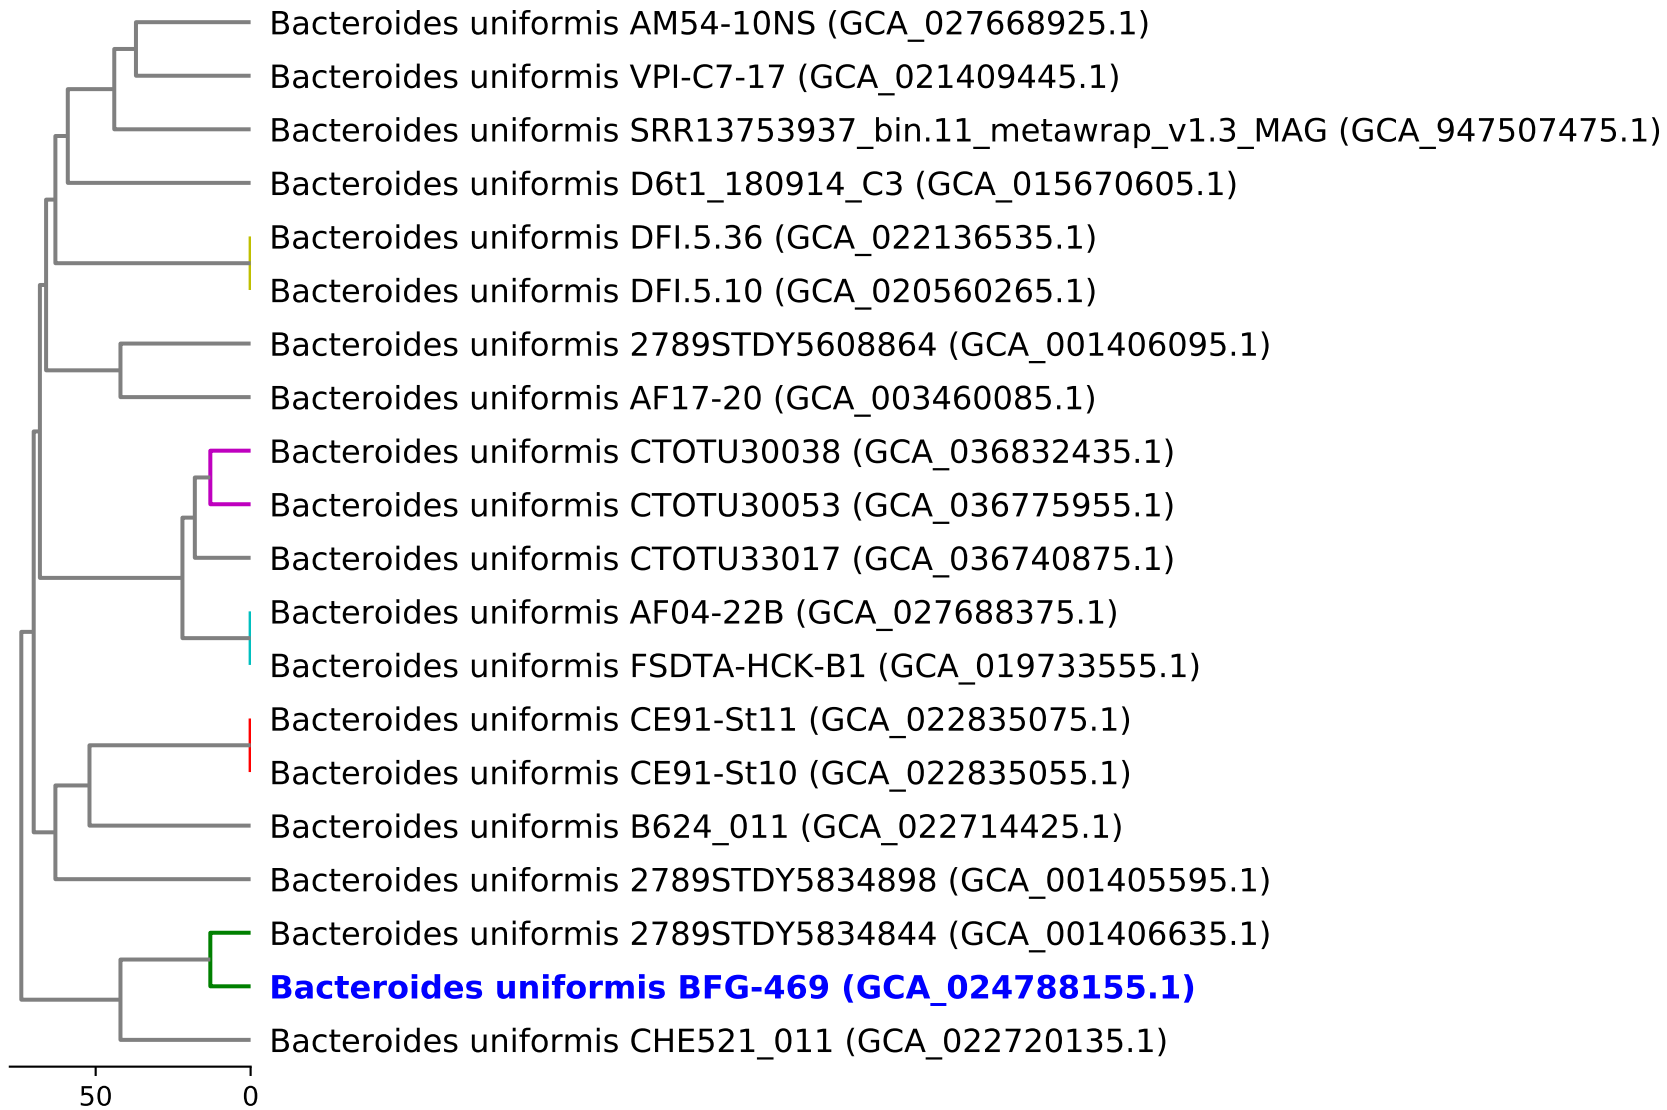 Bacteroides uniformis AM54-10NS (GCA_027668925.1)
Bacteroides uniformis VPI-C7-17 (GCA_021409445.1)
Bacteroides uniformis SRR13753937_bin.11_metawrap_v1.3_MAG (GCA_947507475.1)
Bacteroides uniformis D6t1_180914_C3 (GCA_015670605.1)
Bacteroides uniformis DFI.5.36 (GCA_022136535.1)
Bacteroides uniformis DFI.5.10 (GCA_020560265.1)
Bacteroides uniformis 2789STDY5608864 (GCA_001406095.1)
Bacteroides uniformis AF17-20 (GCA_003460085.1)
Bacteroides uniformis CTOTU30038 (GCA_036832435.1)
Bacteroides uniformis CTOTU30053 (GCA_036775955.1)
Bacteroides uniformis CTOTU33017 (GCA_036740875.1)
Bacteroides uniformis AF04-22B (GCA_027688375.1)
Bacteroides uniformis FSDTA-HCK-B1 (GCA_019733555.1)
Bacteroides uniformis CE91-St11 (GCA_022835075.1)
Bacteroides uniformis CE91-St10 (GCA_022835055.1)
Bacteroides uniformis B624_011 (GCA_022714425.1)
Bacteroides uniformis 2789STDY5834898 (GCA_001405595.1)
Bacteroides uniformis 2789STDY5834844 (GCA_001406635.1)
Bacteroides uniformis BFG-469 (GCA_024788155.1)
Bacteroides uniformis CHE521_011 (GCA_022720135.1)
50 0